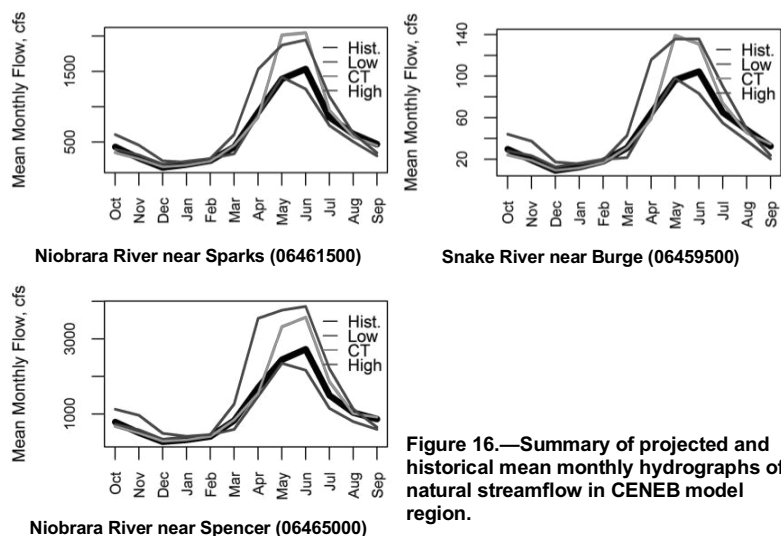 Mean Monthly Flow, cfs
500
1500
Hist.
Low
CT
High
Oct
Nov
Dec
Jan
Feb
Mar
Apr
May
Jun
Jul
Aug
Sep
Niobrara River near Sparks (06461500)
Mean Monthly Flow, cfs
20
60
100
140
Hist.
Low
CT
High
Oct
Nov
Dec
Jan
Feb
Mar
Apr
May
Jun
Jul
Aug
Sep
Snake River near Burge (06459500)
Mean Monthly Flow, cfs
1000
3000
Hist.
Low
CT
High
Oct
Nov
Dec
Jan
Feb
Mar
Apr
May
Jun
Jul
Aug
Sep
Niobrara River near Spencer (06465000)
Figure 16.—Summary of projected and
historical mean monthly hydrographs of
natural streamflow in CENEB model
region.